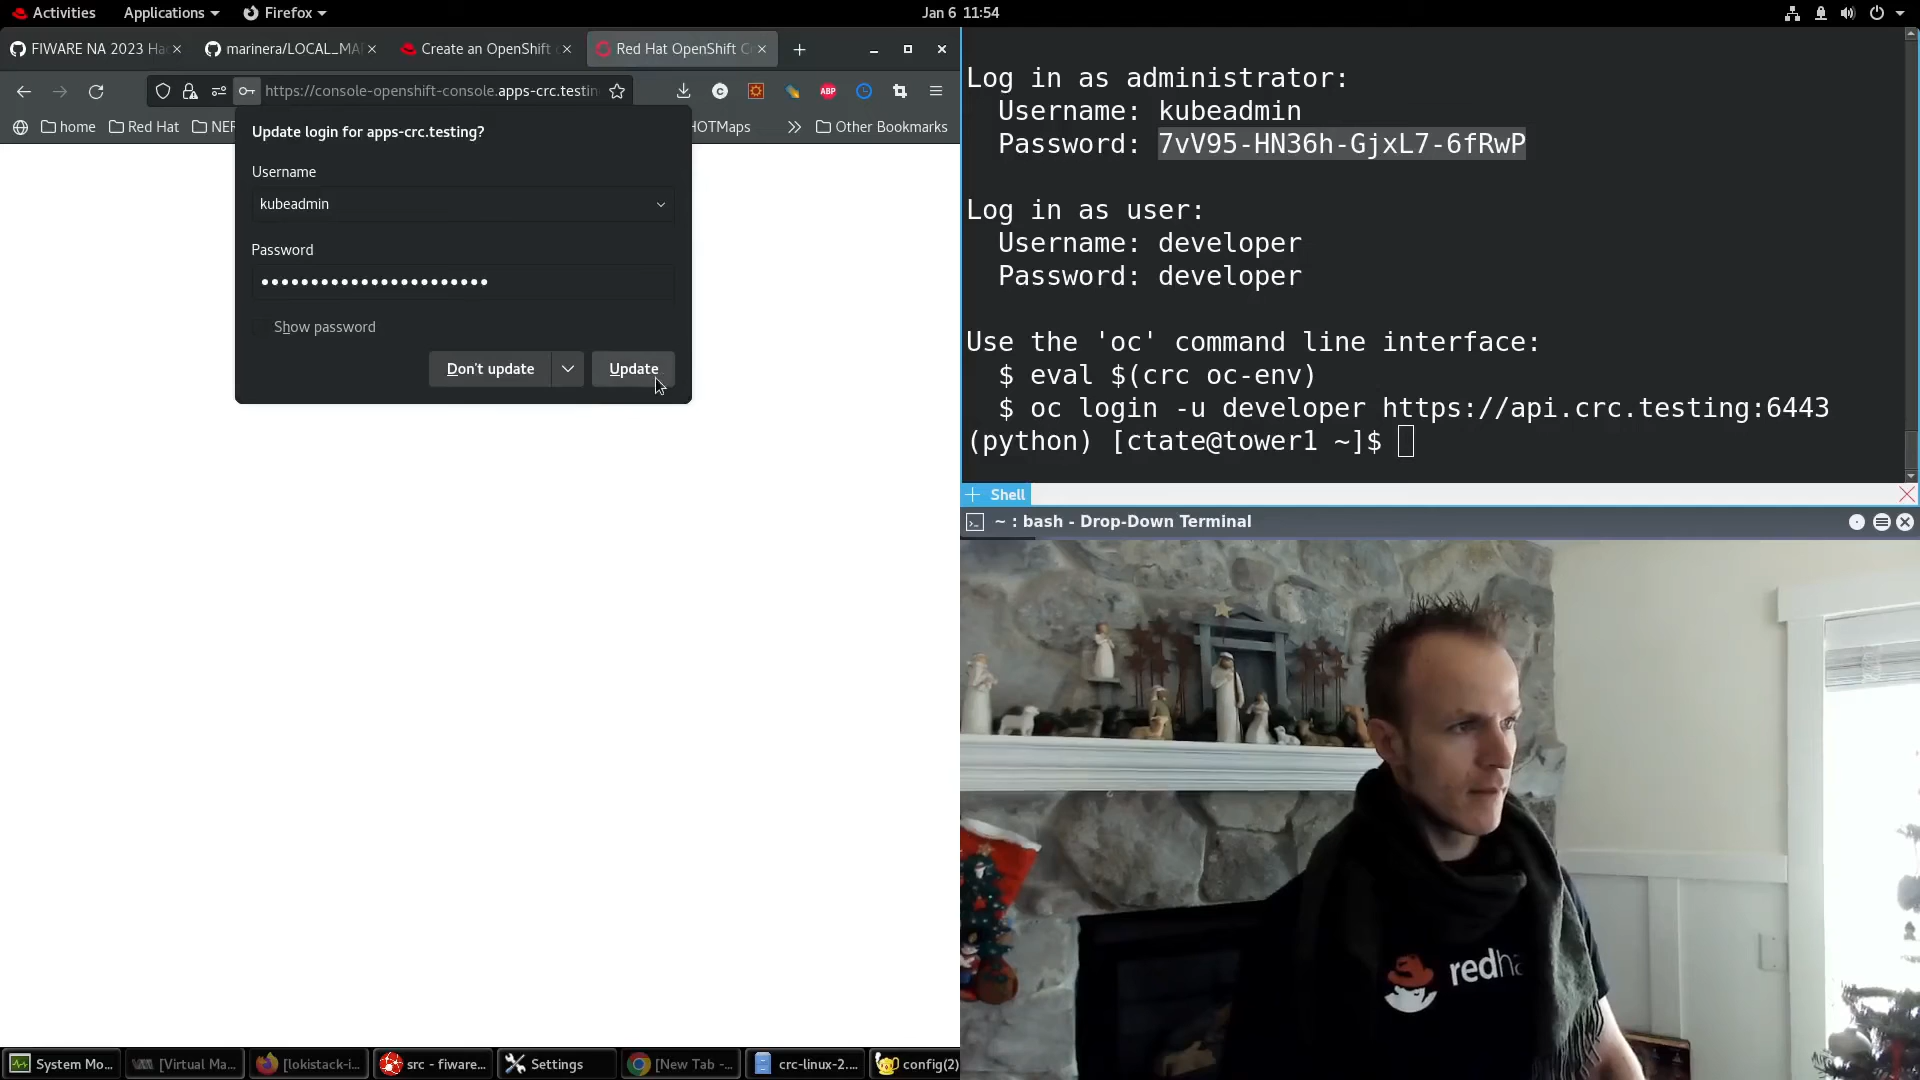 Activities
Applications
Firefox
Jan 6 11:54
FIWARE NA 2023 Ha
marinera/LOCAL_MA
Create an OpenShift
Red Hat OpenShift C
https://console-openshift-console.apps-crc.testin
ABP
home
Red Hat
NER
HOTMaps
Other Bookmarks
Update login for apps-crc.testing?
Username
kubeadmin
Password
Show password
Don't update
Update
Log in as administrator:
Username: kubeadmin
Password: 7vV95-HN36h-GjxL7-6fRwP
Log in as user:
Username: developer
Password: developer
Use the 'oc' command line interface:
$ eval $(crc oc-env)
$ oc login -u developer https://api.crc.testing:6443
(python) [ctate@tower1 ~]$
Shell
~ : bash - Drop-Down Terminal
redha
System Mo...
[Virtual Ma...
[lokistack-i...
src - fiware...
Settings
[New Tab -...
crc-linux-2....
config(2)